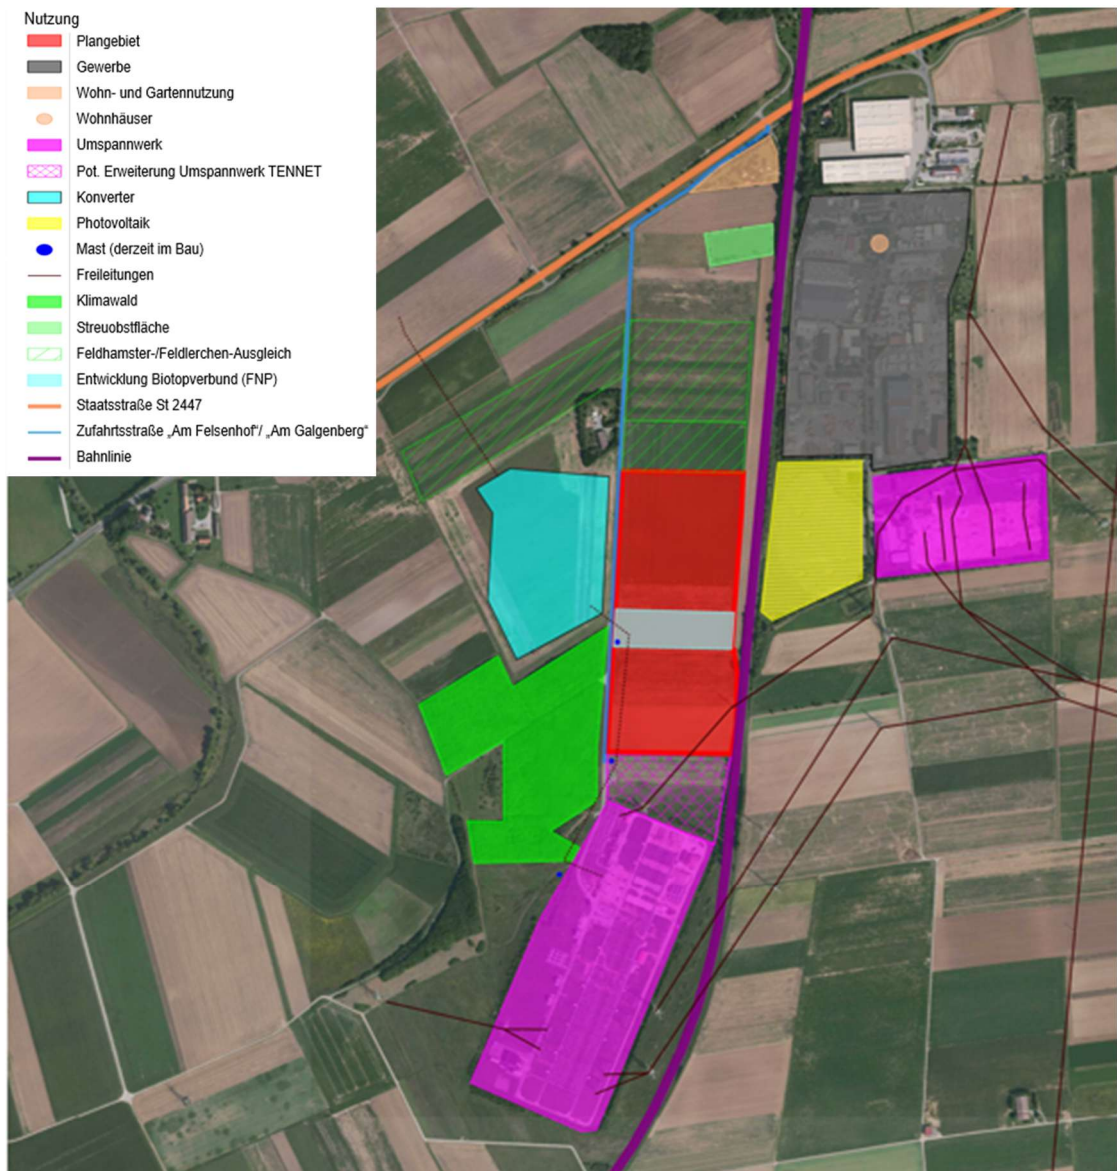 Nutzung
Plangebiet
Gewerbe
Wohn- und Gartennutzung
Wohnhäuser
Umspannwerk
Pot. Erweiterung Umspannwerk TENNET
Konverter
Photovoltaik
Mast (derzeit im Bau)
Freileitungen
Klimawald
Streuobstfläche
Feldhamster-/Feldlerchen-Ausgleich
Entwicklung Biotopverbund (FNP)
Staatsstraße St 2447
Zufahrtsstraße „Am Felsenhof“/ „Am Galgenberg“
Bahnlinie